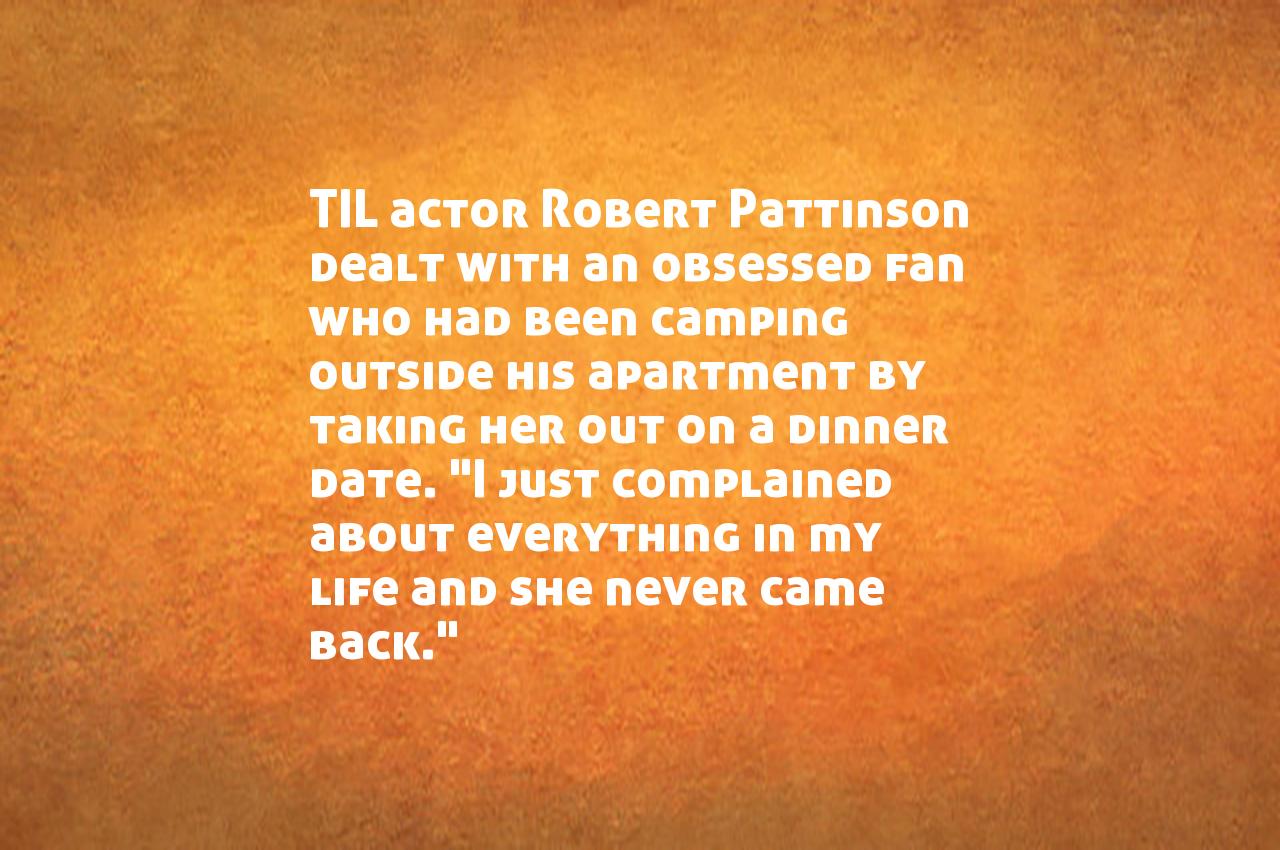 TIL actor Robert Pattinson
dealt with an obsessed fan
who had been camping
outside his apartment by
taking her out on a dinner
date. "I just complained
about everything in my
life and she never came
back."